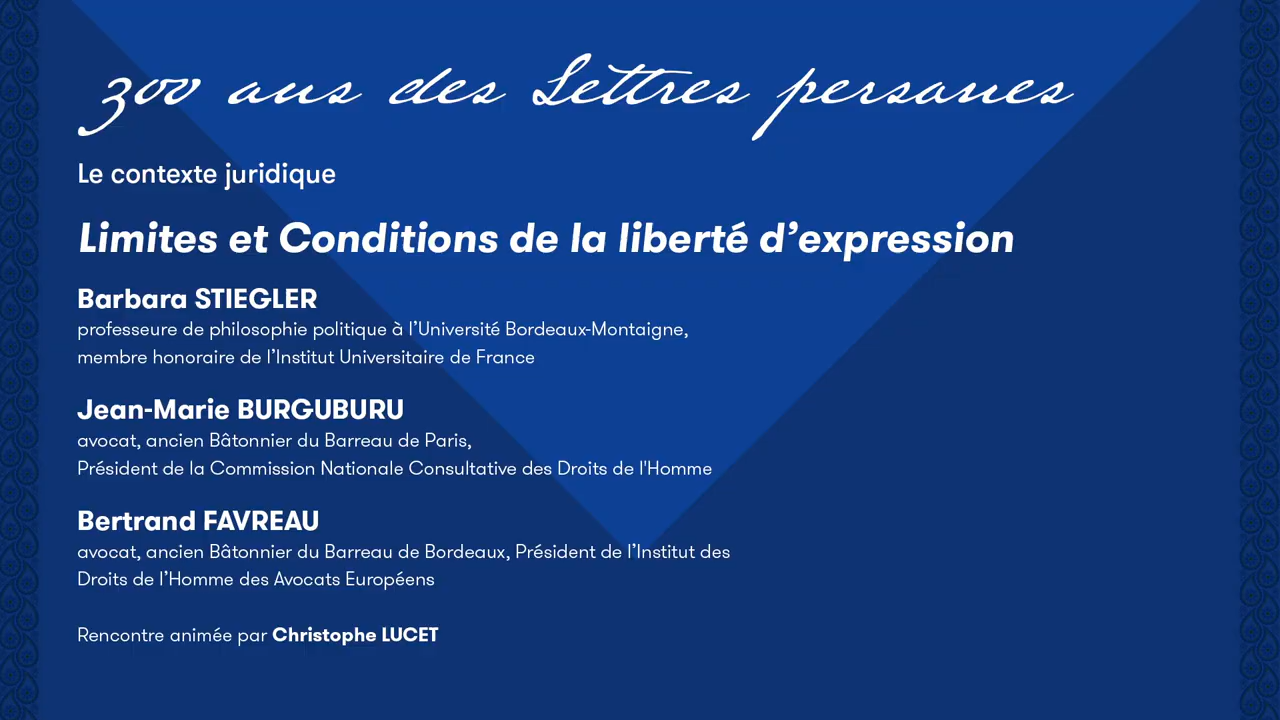 300 ans des Lettres persanes
Le contexte juridique
Limites et Conditions de la liberté d’expression
Barbara STIEGLER
professeure de philosophie politique à l’Université Bordeaux-Montaigne,
membre honoraire de l’Institut Universitaire de France
Jean-Marie BURGUBURU
avocat, ancien Bâtonnier du Barreau de Paris,
Président de la Commission Nationale Consultative des Droits de l'Homme
Bertrand FAVREAU
avocat, ancien Bâtonnier du Barreau de Bordeaux, Président de l’Institut des
Droits de l’Homme des Avocats Européens
Rencontre animée par Christophe LUCET